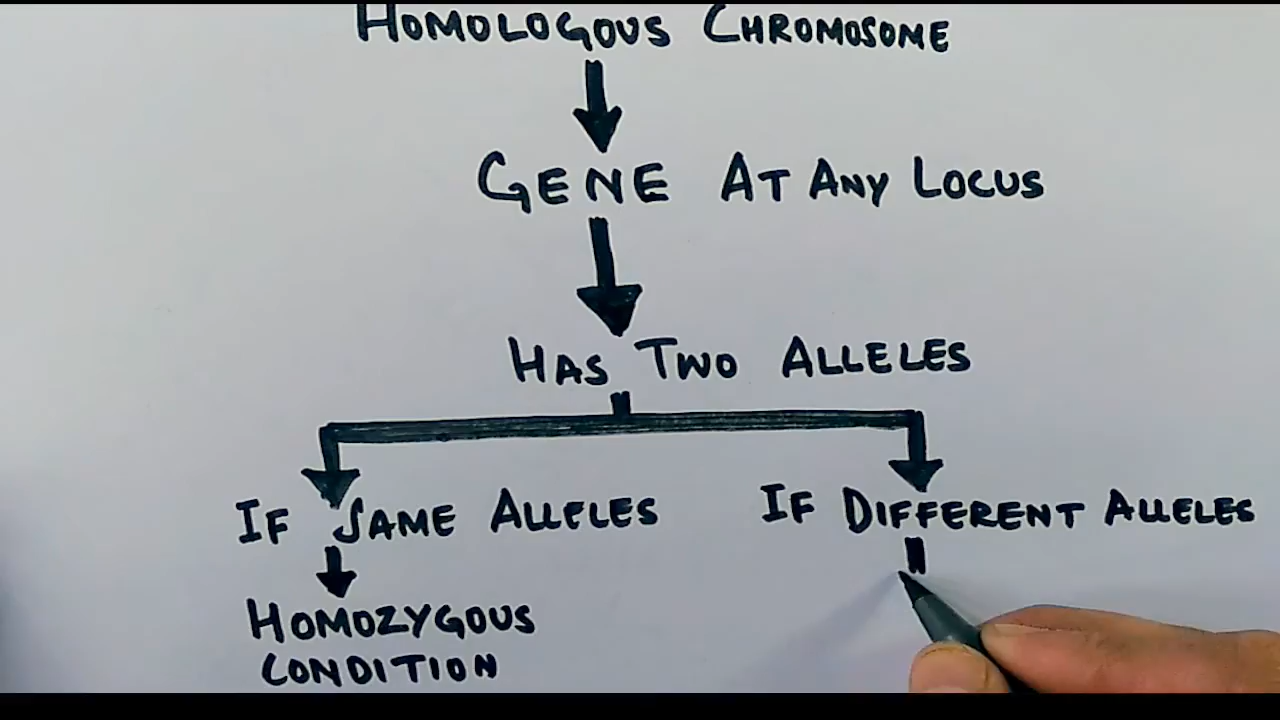 HOMOLOGOUS CHROMOSOME
GENE AT ANY LOCUS
HAS TWO ALLELES
IF SAME ALLELES
IF DIFFERENT ALLELES
HOMOZYGOUS
CONDITION